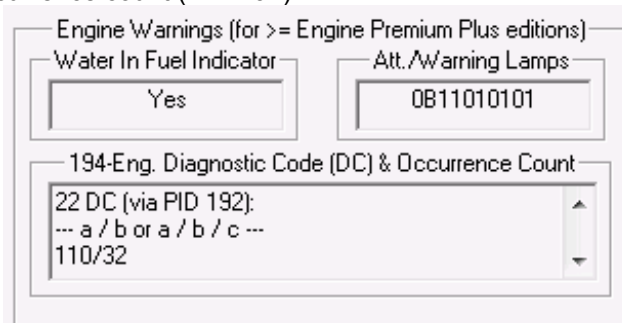 Engine Warnings (for >= Engine Premium Plus editions)
Water In Fuel Indicator
Att./Warning Lamps
Yes
0B11010101
194-Eng. Diagnostic Code (DC) & Occurrence Count
22 DC (via PID 192):
--- a / b or a / b / c ---
110/32